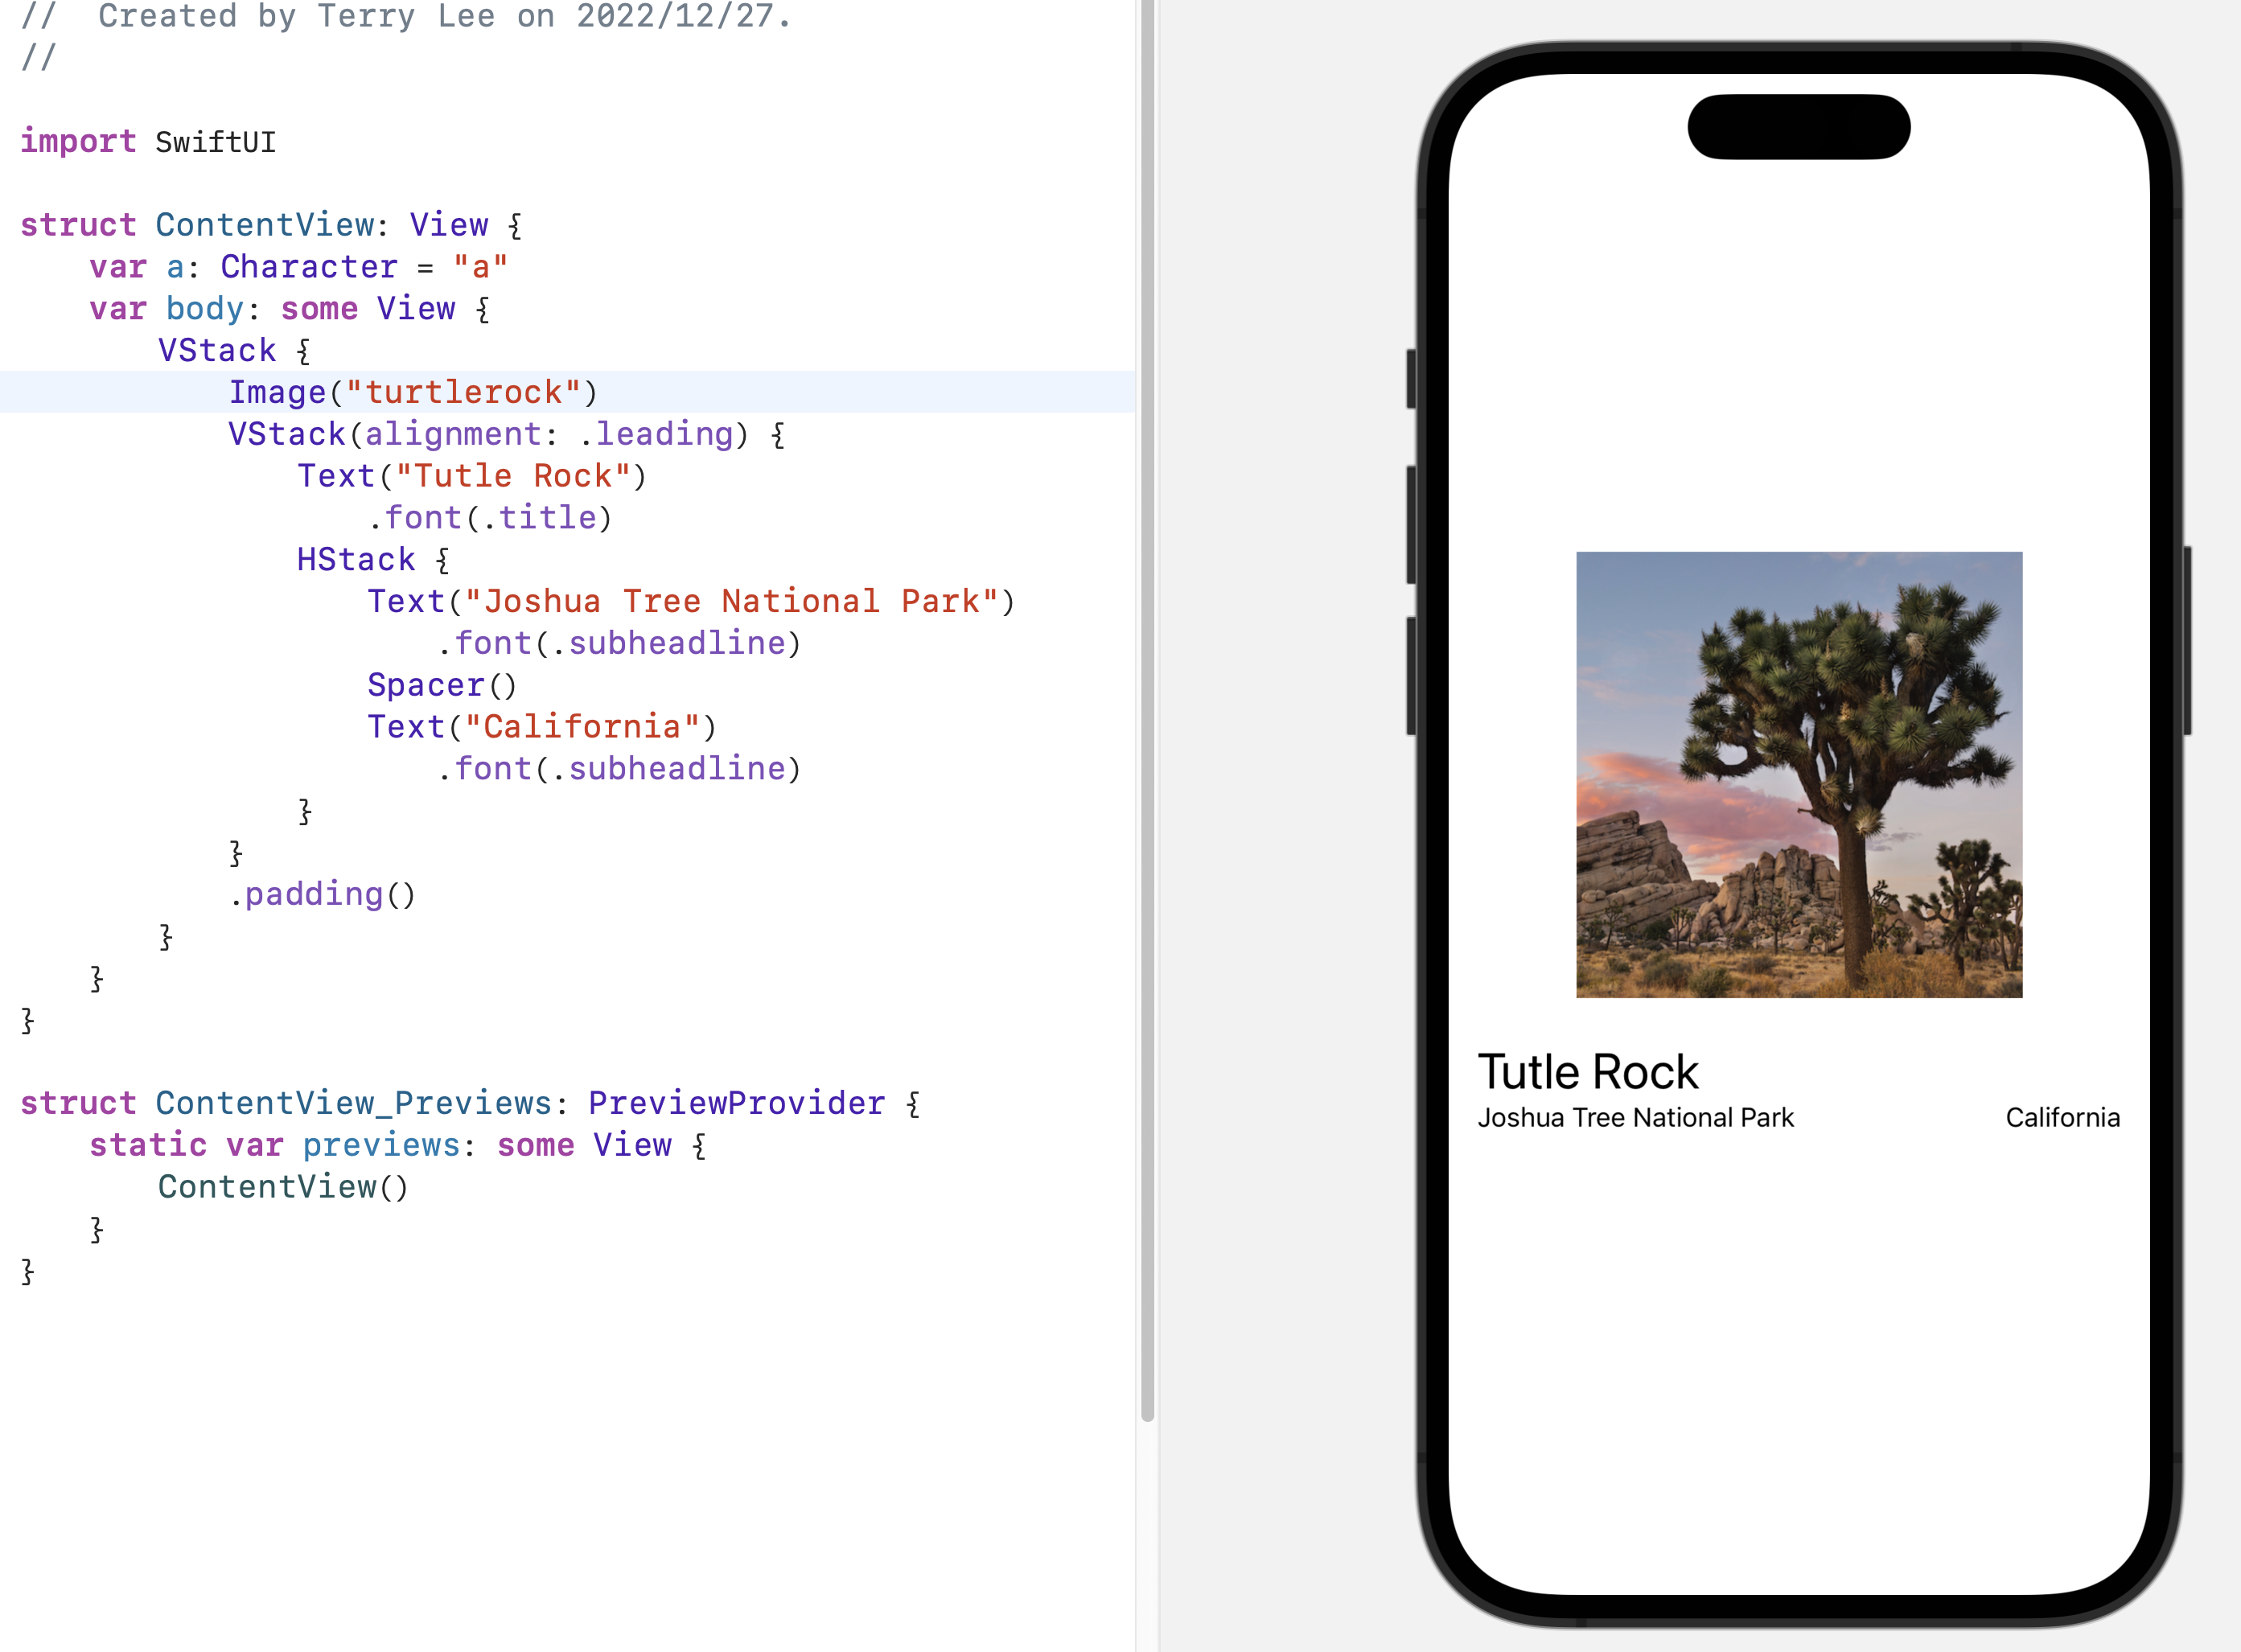 //  Created by Terry Lee on 2022/12/27.
//
import SwiftUI
struct ContentView: View {
    var a: Character = "a"
    var body: some View {
        VStack {
            Image("turtlerock")
            VStack(alignment: .leading) {
                Text("Tutle Rock")
                    .font(.title)
                HStack {
                    Text("Joshua Tree National Park")
                        .font(.subheadline)
                    Spacer()
                    Text("California")
                        .font(.subheadline)
                }
            }
            .padding()
        }
    }
}
struct ContentView_Previews: PreviewProvider {
    static var previews: some View {
        ContentView()
    }
}
Tutle Rock
Joshua Tree National Park
California